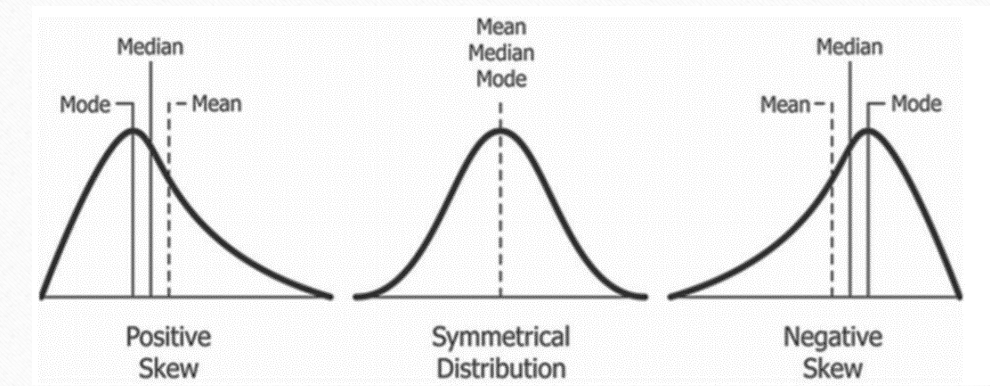 Median
Mode
Mean
Positive
Skew
Mean
Median
Mode
Symmetrical
Distribution
Median
Mean
Mode
Negative
Skew